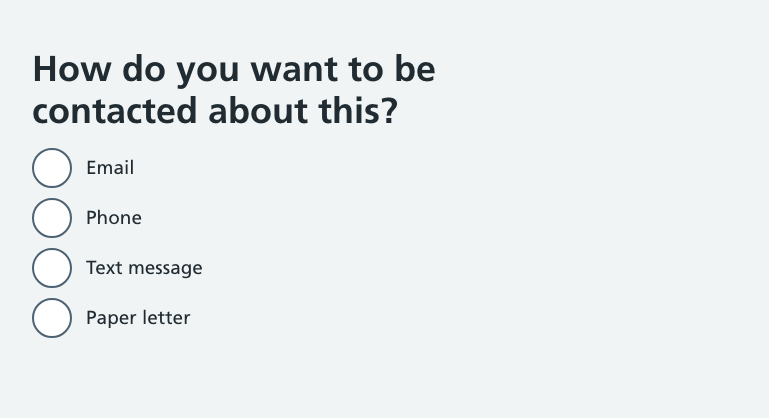 How do you want to be
contacted about this?
Email
Phone
Text message
Paper letter